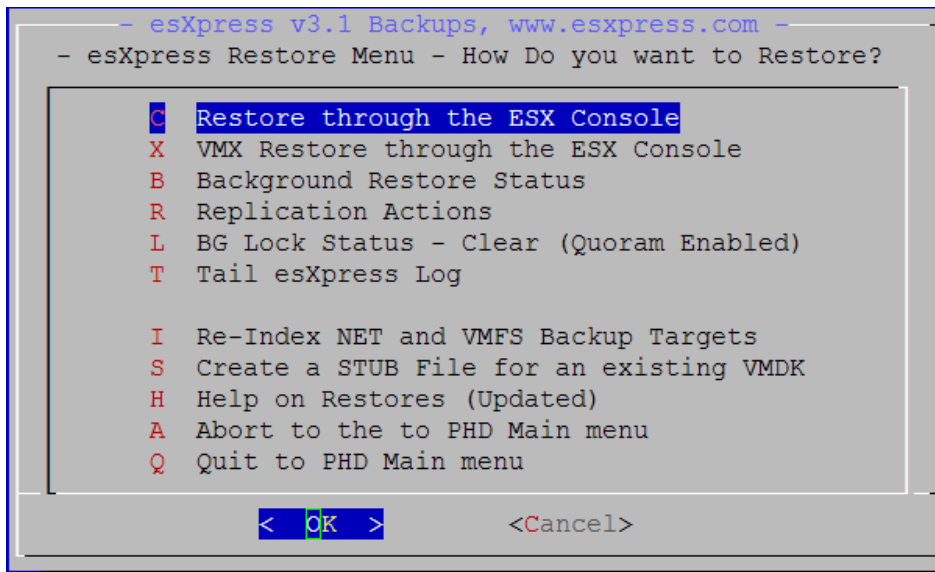 - esXpress v3.1 Backups, www.esxpress.com -
- esXpress Restore Menu - How Do you want to Restore?
C Restore through the ESX Console
X VMX Restore through the ESX Console
B Background Restore Status
R Replication Actions
L BG Lock Status - Clear (Quoram Enabled)
T Tail esXpress Log
I Re-Index NET and VMFS Backup Targets
S Create a STUB File for an existing VMDK
H Help on Restores (Updated)
A Abort to the to PHD Main menu
Q Quit to PHD Main menu
< OK > <Cancel>